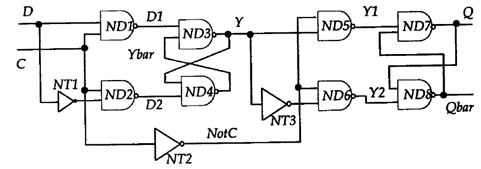 D
D1
Y
Y1
Q
ND1
ND3
ND5
ND7
C
Ybar
NT1
ND2
ND4
ND6
Y2
ND8
D2
NT3
Qbar
NotC
NT2